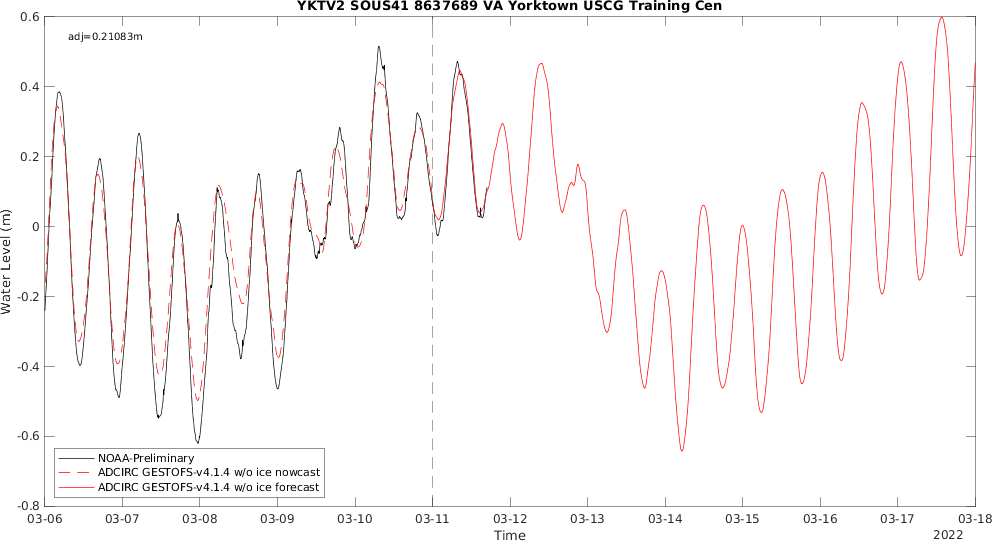 YKTV2 SOUS41 8637689 VA Yorktown USCG Training Cen
adj=0.21083m
0.6
0.4
0.2
0
-0.2
-0.4
-0.6
-0.8
Water Level (m)
NOAA-Preliminary
ADCIRC GESTOFS-v4.1.4 w/o ice nowcast
ADCIRC GESTOFS-v4.1.4 w/o ice forecast
03-06 03-07 03-08 03-09 03-10 03-11 03-12 03-13 03-14 03-15 03-16 03-17 03-18
Time
2022